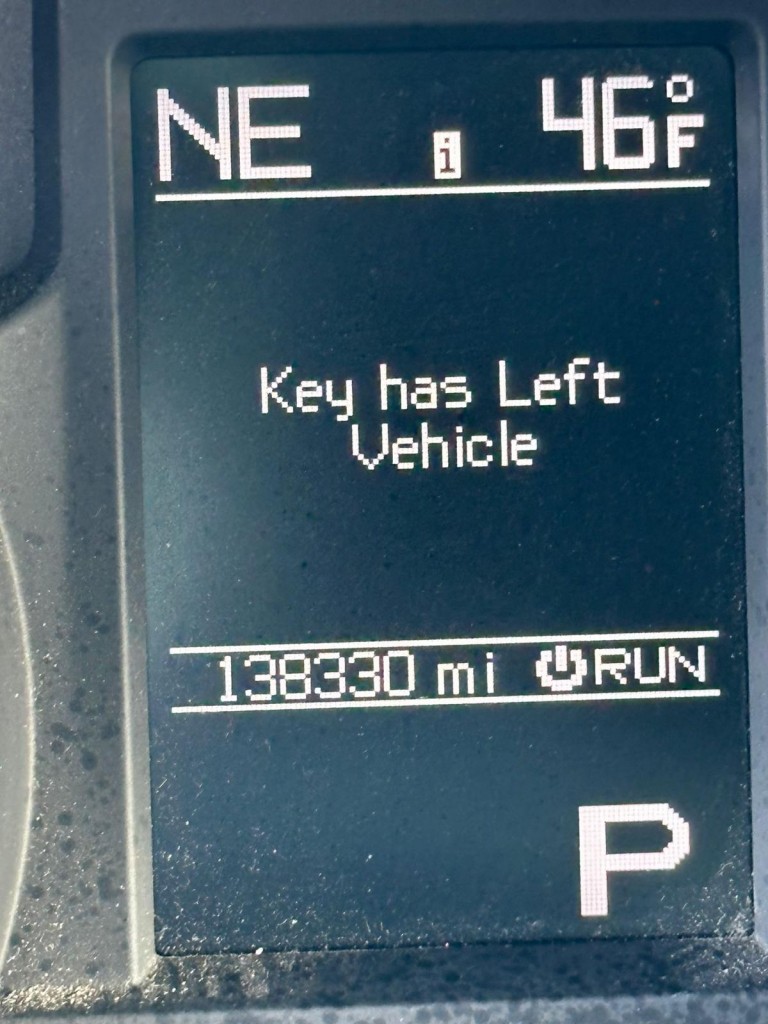 NE i 46°F
Key has Left
Vehicle
138330 mi RUN
P